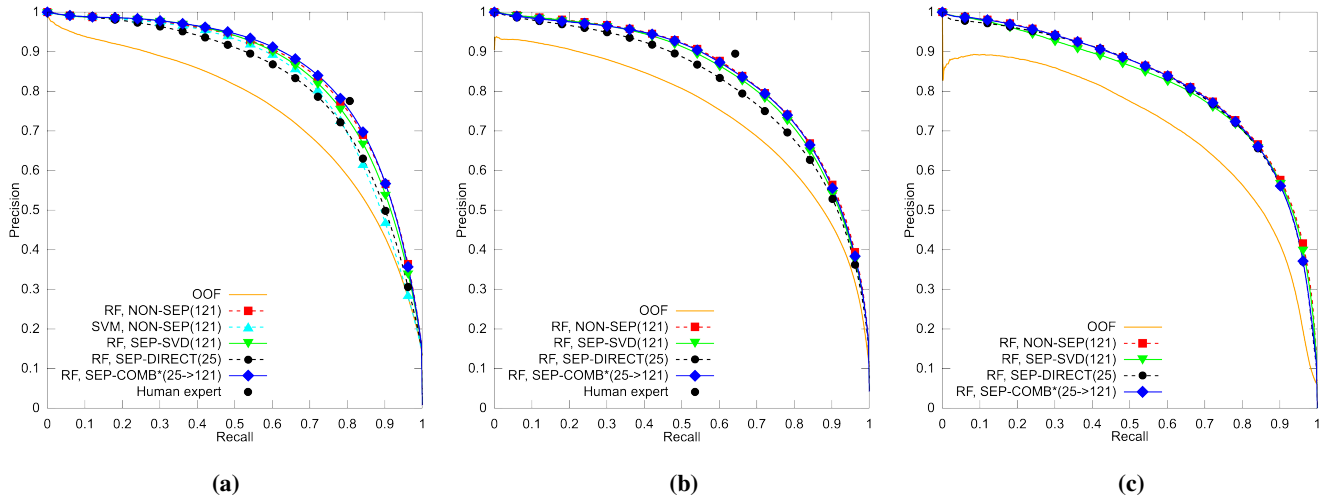 1
0.9
0.8
0.7
0.6
0.5
0.4
0.3
0.2
0.1
0
Precision
OOF
RF, NON-SEP(121)
SVM, NON-SEP(121)
RF, SEP-SVD(121)
RF, SEP-DIRECT(25)
RF, SEP-COMB*(25->121)
Human expert
0 0.1 0.2 0.3 0.4 0.5 0.6 0.7 0.8 0.9 1
Recall
(a)
1
0.9
0.8
0.7
0.6
0.5
0.4
0.3
0.2
0.1
0
Precision
OOF
RF, NON-SEP(121)
RF, SEP-SVD(121)
RF, SEP-DIRECT(25)
RF, SEP-COMB*(25->121)
Human expert
0 0.1 0.2 0.3 0.4 0.5 0.6 0.7 0.8 0.9 1
Recall
(b)
1
0.9
0.8
0.7
0.6
0.5
0.4
0.3
0.2
0.1
0
Precision
OOF
RF, NON-SEP(121)
RF, SEP-SVD(121)
RF, SEP-DIRECT(25)
RF, SEP-COMB*(25->121)
0 0.1 0.2 0.3 0.4 0.5 0.6 0.7 0.8 0.9 1
Recall
(c)